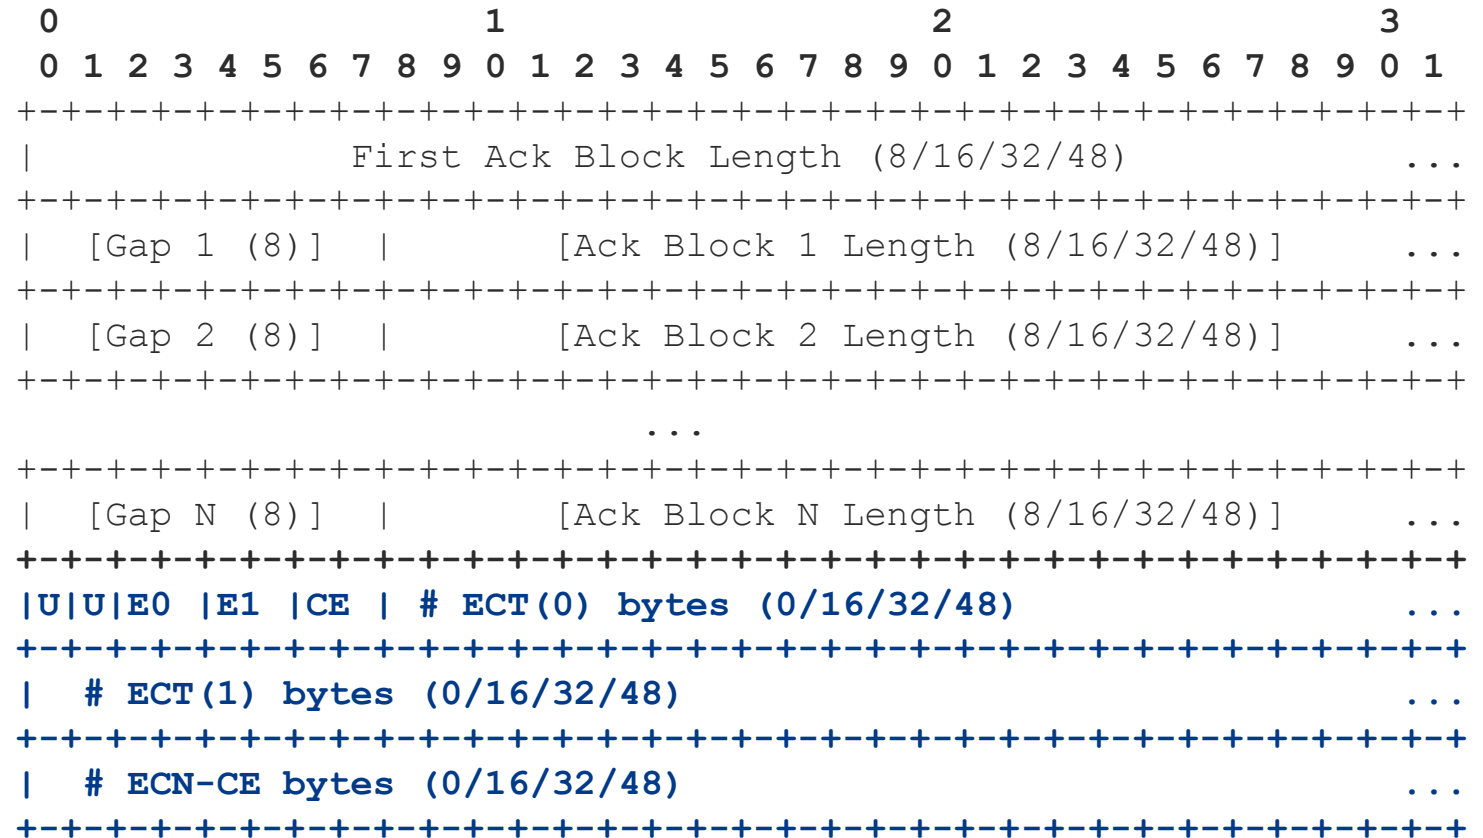 0                   1                   2                   3
0 1 2 3 4 5 6 7 8 9 0 1 2 3 4 5 6 7 8 9 0 1 2 3 4 5 6 7 8 9 0 1
+-+-+-+-+-+-+-+-+-+-+-+-+-+-+-+-+-+-+-+-+-+-+-+-+-+-+-+-+-+-+-+-+
|              First Ack Block Length (8/16/32/48)            ...
+-+-+-+-+-+-+-+-+-+-+-+-+-+-+-+-+-+-+-+-+-+-+-+-+-+-+-+-+-+-+-+-+
|  [Gap 1 (8)]  |       [Ack Block 1 Length (8/16/32/48)]     ...
+-+-+-+-+-+-+-+-+-+-+-+-+-+-+-+-+-+-+-+-+-+-+-+-+-+-+-+-+-+-+-+-+
|  [Gap 2 (8)]  |       [Ack Block 2 Length (8/16/32/48)]     ...
+-+-+-+-+-+-+-+-+-+-+-+-+-+-+-+-+-+-+-+-+-+-+-+-+-+-+-+-+-+-+-+-+
                            ...
+-+-+-+-+-+-+-+-+-+-+-+-+-+-+-+-+-+-+-+-+-+-+-+-+-+-+-+-+-+-+-+-+
|  [Gap N (8)]  |       [Ack Block N Length (8/16/32/48)]     ...
+-+-+-+-+-+-+-+-+-+-+-+-+-+-+-+-+-+-+-+-+-+-+-+-+-+-+-+-+-+-+-+-+
|U|U|E0 |E1 |CE | # ECT(0) bytes (0/16/32/48)                 ...
+-+-+-+-+-+-+-+-+-+-+-+-+-+-+-+-+-+-+-+-+-+-+-+-+-+-+-+-+-+-+-+-+
|  # ECT(1) bytes (0/16/32/48)                                ...
+-+-+-+-+-+-+-+-+-+-+-+-+-+-+-+-+-+-+-+-+-+-+-+-+-+-+-+-+-+-+-+-+
|  # ECN-CE bytes (0/16/32/48)                                ...
+-+-+-+-+-+-+-+-+-+-+-+-+-+-+-+-+-+-+-+-+-+-+-+-+-+-+-+-+-+-+-+-+